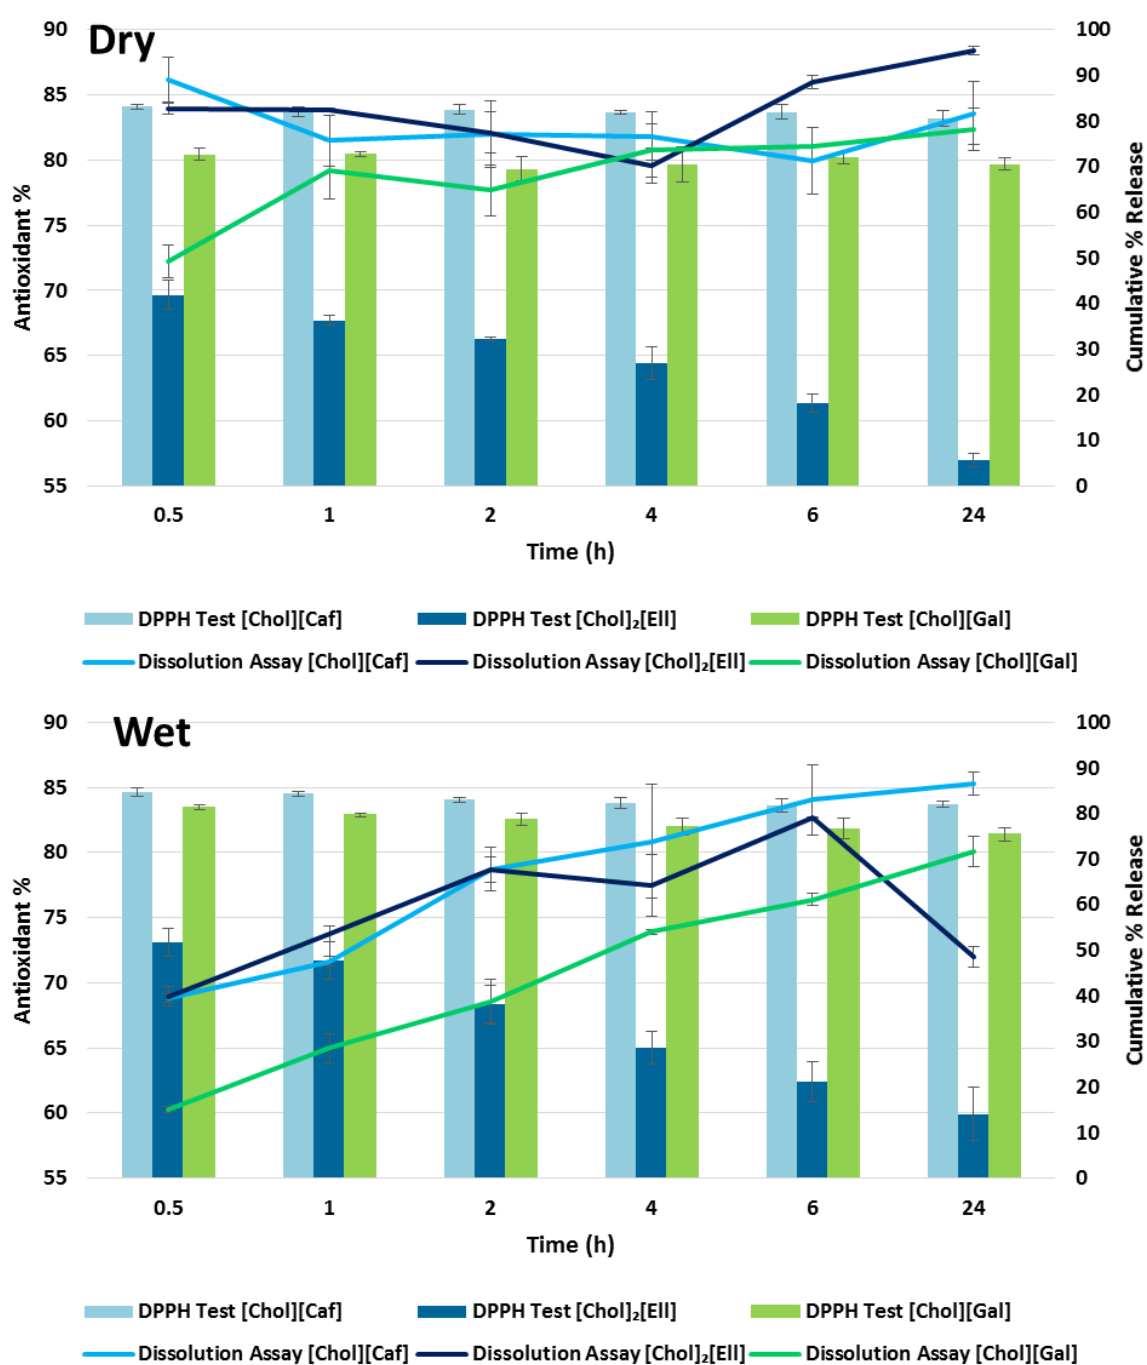 Dry
90
85
80
75
70
65
60
55
Antioxidant %
100
90
80
70
60
50
40
30
20
10
0
Cumulative % Release
0.5 1 2 4 6 24
Time (h)
DPPH Test [Chol][Caf] DPPH Test [Chol]₂[Ell] DPPH Test [Chol][Gal]
Dissolution Assay [Chol][Caf] Dissolution Assay [Chol]₂[Ell] Dissolution Assay [Chol][Gal]
Wet
90
85
80
75
70
65
60
55
Antioxidant %
100
90
80
70
60
50
40
30
20
10
0
Cumulative % Release
0.5 1 2 4 6 24
Time (h)
DPPH Test [Chol][Caf] DPPH Test [Chol]₂[Ell] DPPH Test [Chol][Gal]
Dissolution Assay [Chol][Caf] Dissolution Assay [Chol]₂[Ell] Dissolution Assay [Chol][Gal]